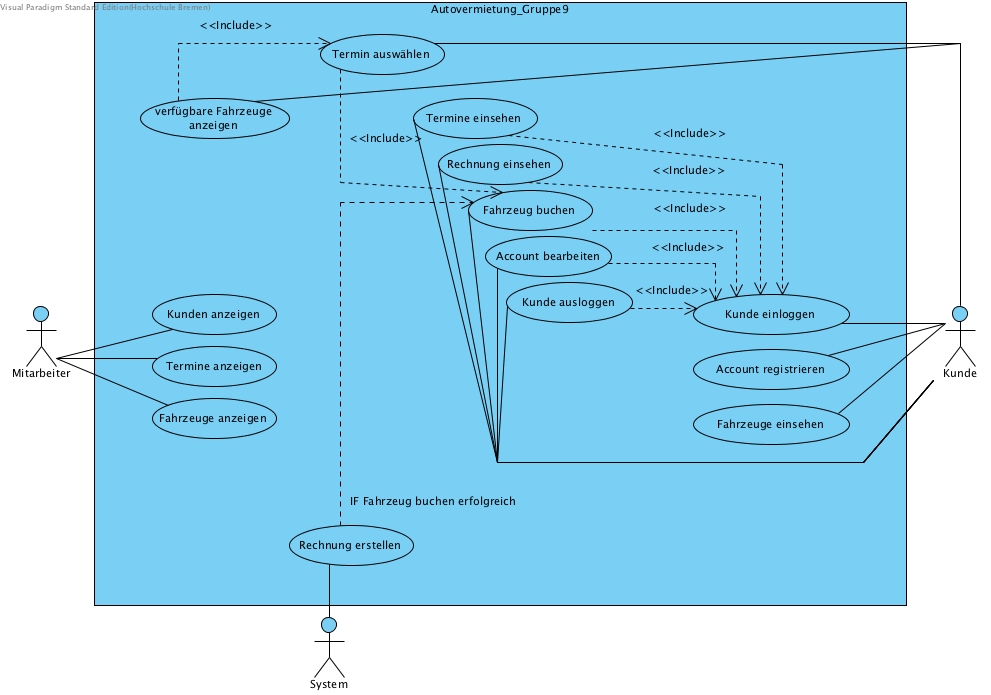 Visual Paradigm Standard Edition(Hochschule Bremen)
Autovermietung_Gruppe9
<<Include>>
Termin auswählen
verfügbare Fahrzeuge
anzeigen
Termine einsehen
<<Include>>
<<Include>>
Rechnung einsehen
<<Include>>
Fahrzeug buchen
<<Include>>
Account bearbeiten
<<Include>>
Kunde ausloggen
<<Include>>
Kunden anzeigen
Kunde einloggen
Mitarbeiter
Termine anzeigen
Account registrieren
Kunde
Fahrzeuge anzeigen
Fahrzeuge einsehen
IF Fahrzeug buchen erfolgreich
Rechnung erstellen
System